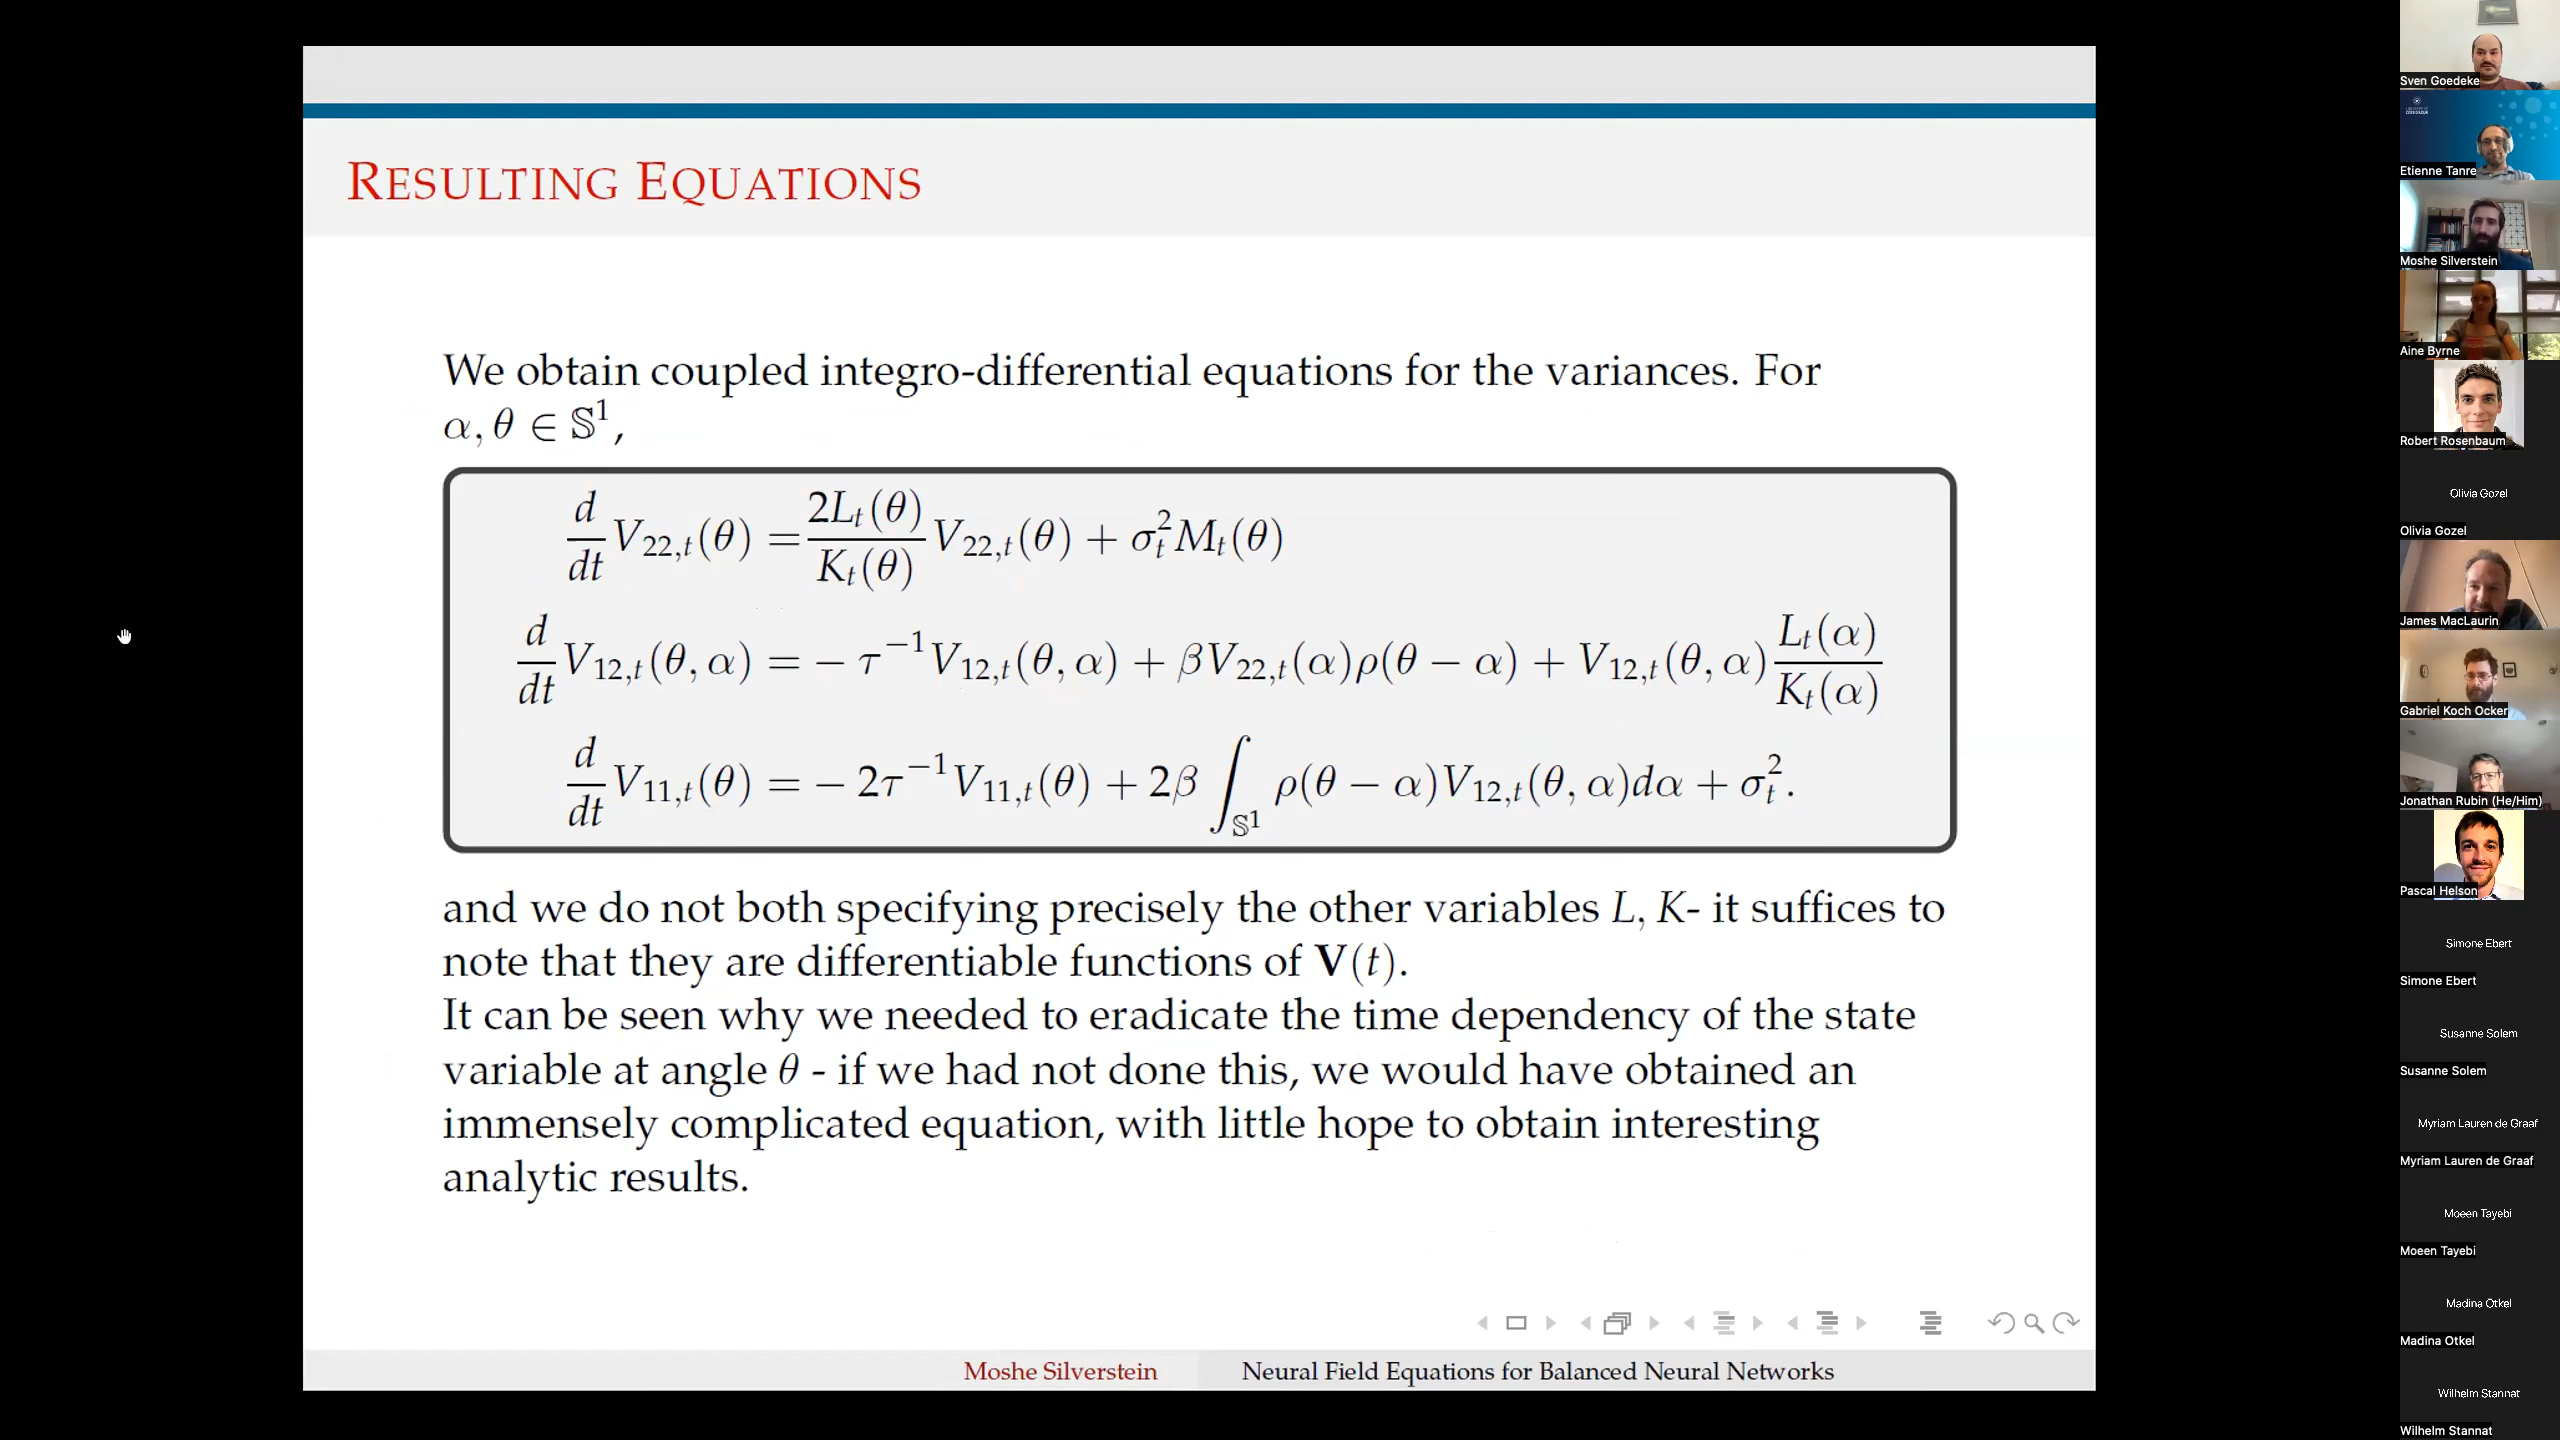 RESULTING EQUATIONS
We obtain coupled integro-differential equations for the variances. For
α, θ ∈ 𝕊¹,
d/dt V₂₂,ₜ(θ) = 2Lₜ(θ)/Kₜ(θ) V₂₂,ₜ(θ) + σₜ² Mₜ(θ)
d/dt V₁₂,ₜ(θ, α) = − τ⁻¹V₁₂,ₜ(θ, α) + βV₂₂,ₜ(α)ρ(θ − α) + V₁₂,ₜ(θ, α) Lₜ(α)/Kₜ(α)
d/dt V₁₁,ₜ(θ) = − 2τ⁻¹V₁₁,ₜ(θ) + 2β ∫_𝕊¹ ρ(θ − α)V₁₂,ₜ(θ, α)dα + σₜ².
and we do not both specifying precisely the other variables L, K- it suffices to
note that they are differentiable functions of V(t).
It can be seen why we needed to eradicate the time dependency of the state
variable at angle θ - if we had not done this, we would have obtained an
immensely complicated equation, with little hope to obtain interesting
analytic results.
Moshe Silverstein Neural Field Equations for Balanced Neural Networks
Sven Goedeke
Etienne Tanre
Moshe Silverstein
Aine Byrne
Robert Rosenbaum
Olivia Gozel
Olivia Gozel
James MacLaurin
Gabriel Koch Ocker
Jonathan Rubin (He/Him)
Pascal Helson
Simone Ebert
Simone Ebert
Susanne Solem
Susanne Solem
Myriam Lauren de Graaf
Myriam Lauren de Graaf
Moeen Tayebi
Moeen Tayebi
Madina Otkel
Madina Otkel
Wilhelm Stannat
Wilhelm Stannat